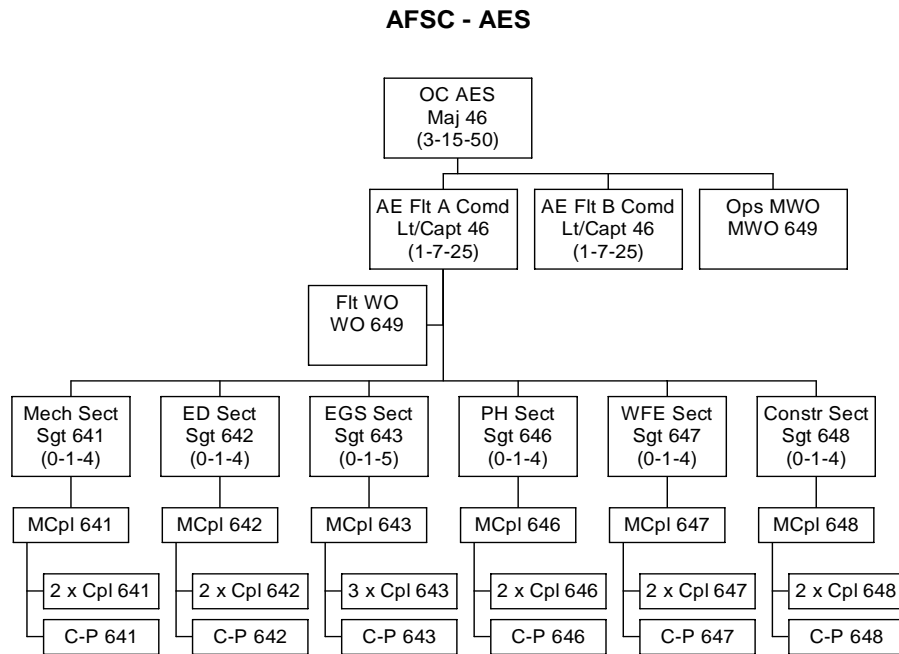 AFSC - AES
OC AES
Maj 46
(3-15-50)
AE Flt A Comd
Lt/Capt 46
(1-7-25)
AE Flt B Comd
Lt/Capt 46
(1-7-25)
Ops MWO
MWO 649
Flt WO
WO 649
Mech Sect
Sgt 641
(0-1-4)
ED Sect
Sgt 642
(0-1-4)
EGS Sect
Sgt 643
(0-1-5)
PH Sect
Sgt 646
(0-1-4)
WFE Sect
Sgt 647
(0-1-4)
Constr Sect
Sgt 648
(0-1-4)
MCpl 641
MCpl 642
MCpl 643
MCpl 646
MCpl 647
MCpl 648
2 x Cpl 641
2 x Cpl 642
3 x Cpl 643
2 x Cpl 646
2 x Cpl 647
2 x Cpl 648
C-P 641
C-P 642
C-P 643
C-P 646
C-P 647
C-P 648